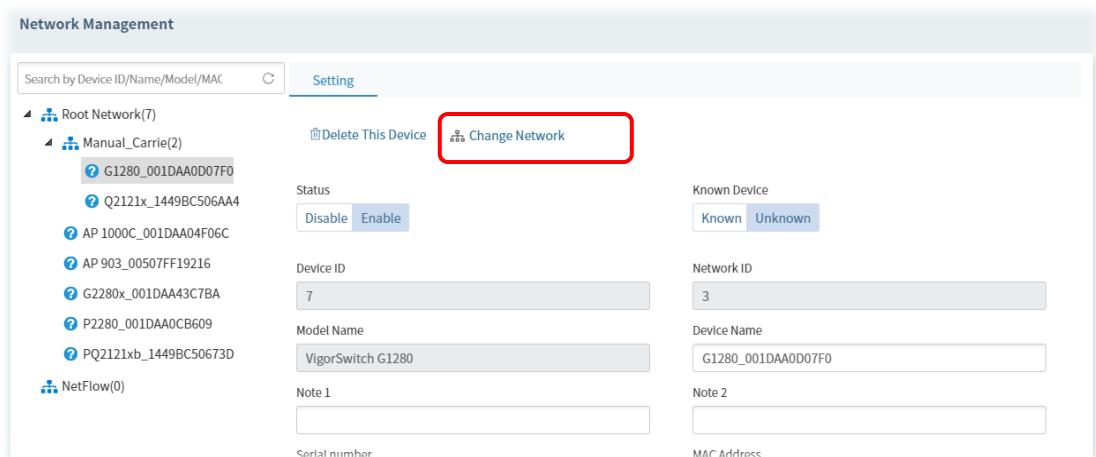 Network Management
Search by Device ID/Name/Model/MAC
Setting
Root Network(7)
Manual_Carrie(2)
G1280_001DAA0D07F0
Q2121x_1449BC506AA4
AP 1000C_001DAA04F06C
AP 903_00507FF19216
G2280x_001DAA43C7BA
P2280_001DAA0CB609
PQ2121xb_1449BC50673D
NetFlow(0)
Delete This Device Change Network
Status Known Device
Disable Enable Known Unknown
Device ID Network ID
7 3
Model Name Device Name
VigorSwitch G1280 G1280_001DAA0D07F0
Note 1 Note 2
Serial number MAC Address